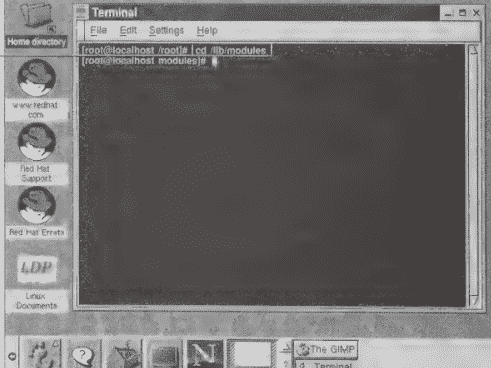 Terminal
File Edit Settings Help
[root@localhost /root]# cd /lib/modules
[root@localhost modules]#
Home directory
www.redhat
com
Red Hat
Support
Red Hat Errata
LDP
Linux
Documents
N
?
The GIMP
Terminal